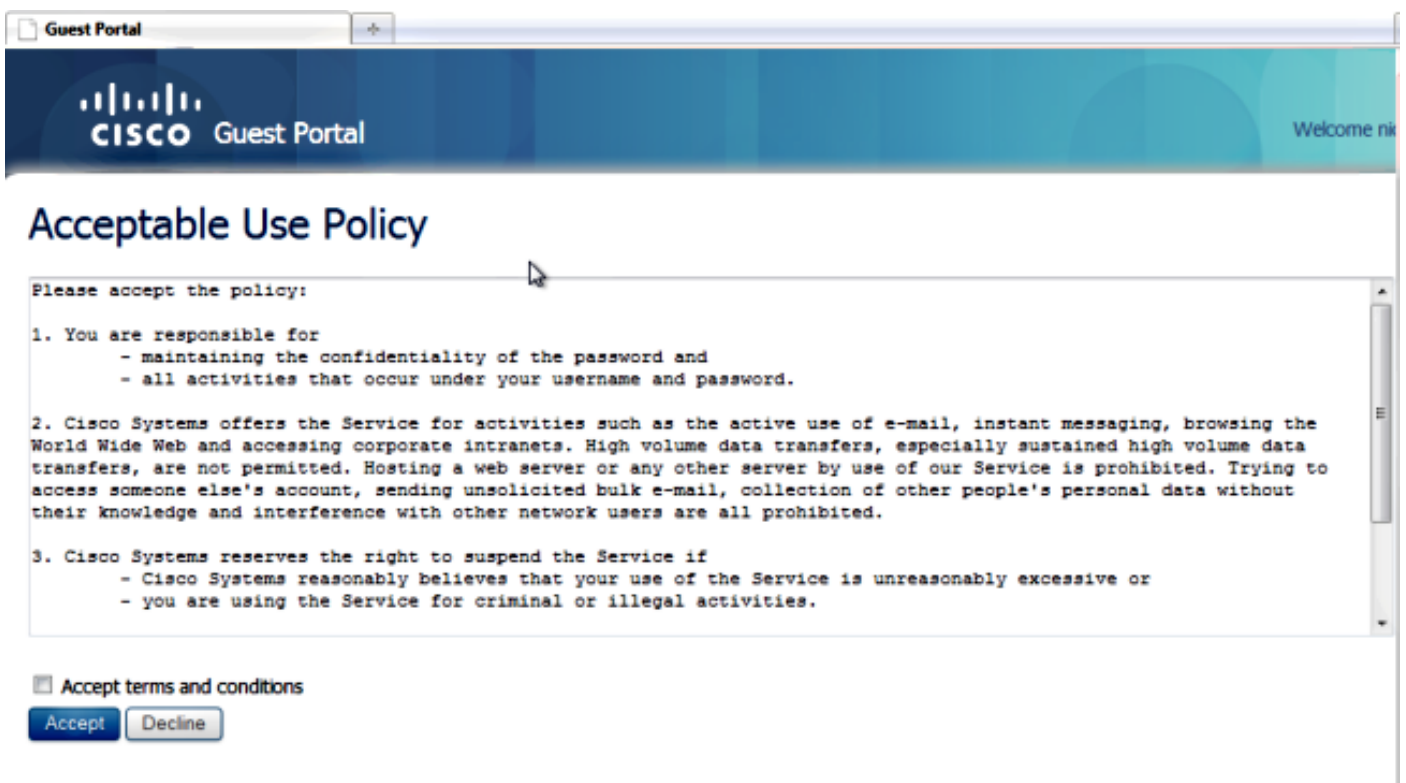 Guest Portal
CISCO Guest Portal
Welcome
Acceptable Use Policy
Please accept the policy:
1. You are responsible for
- maintaining the confidentiality of the password and
- all activities that occur under your username and password.
2. Cisco Systems offers the Service for activities such as the active use of e-mail, instant messaging, browsing the
World Wide Web and accessing corporate intranets. High volume data transfers, especially sustained high volume data
transfers, are not permitted. Hosting a web server or any other server by use of our Service is prohibited. Trying to
access someone else's account, sending unsolicited bulk e-mail, collection of other people's personal data without
their knowledge and interference with other network users are all prohibited.
3. Cisco Systems reserves the right to suspend the Service if
- Cisco Systems reasonably believes that your use of the Service is unreasonably excessive or
- you are using the Service for criminal or illegal activities.
Accept terms and conditions
Accept Decline